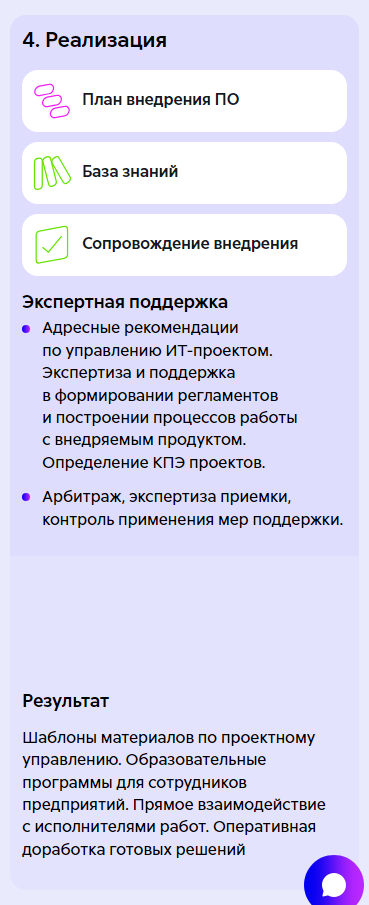 4. Реализация
План внедрения ПО
База знаний
Сопровождение внедрения
Экспертная поддержка
Адресные рекомендации
по управлению ИТ-проектом.
Экспертиза и поддержка
в формировании регламентов
и построении процессов работы
с внедряемым продуктом.
Определение КПЭ проектов.
Арбитраж, экспертиза приемки,
контроль применения мер поддержки.
Результат
Шаблоны материалов по проектному
управлению. Образовательные
программы для сотрудников
предприятий. Прямое взаимодействие
с исполнителями работ. Оперативная
доработка готовых решений